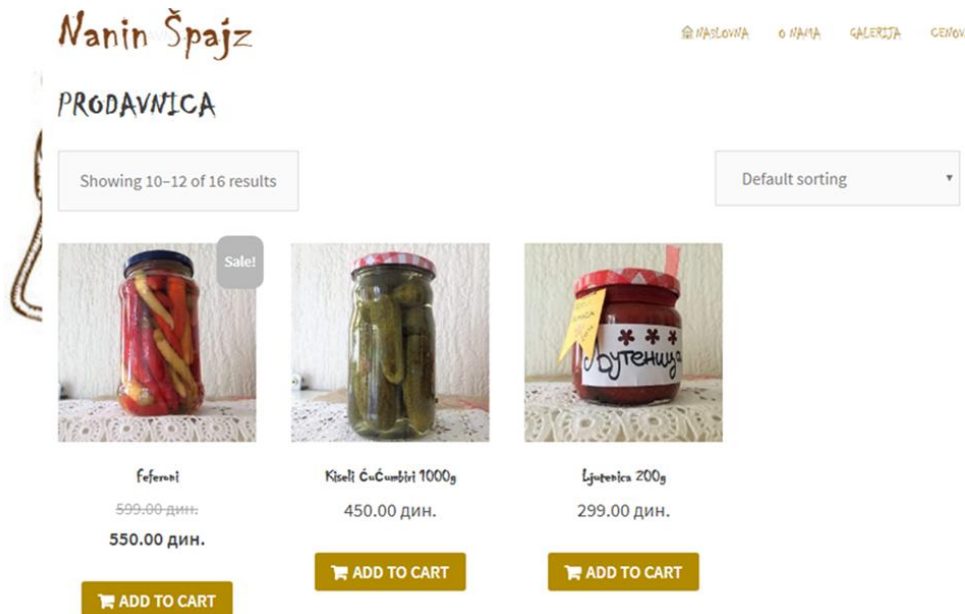 Nanin Špajz
NASLOVNA O NAMA GALERIJA CENOV
PRODAVNICA
Showing 10–12 of 16 results
Default sorting
Sale!
Љутеница
Feferoni
Kiseli ĆuĆumbiri 1000g
Ljutenica 200g
599.00 дин.
550.00 дин.
450.00 дин.
299.00 дин.
ADD TO CART
ADD TO CART
ADD TO CART